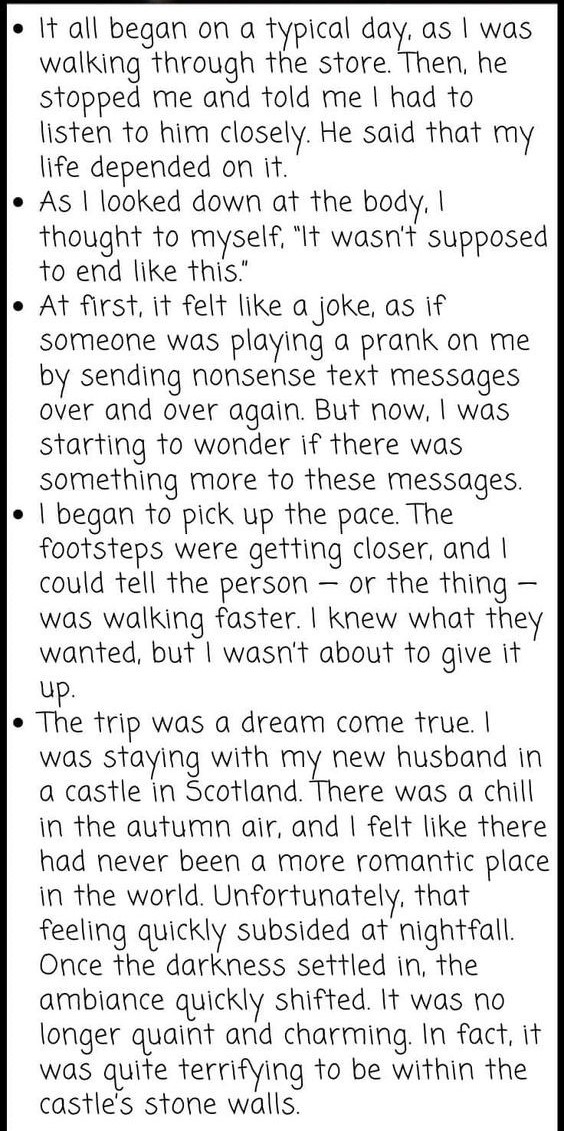 • It all began on a typical day, as I was
walking through the store. Then, he
stopped me and told me I had to
listen to him closely. He said that my
life depended on it.
• As I looked down at the body, I
thought to myself, "It wasn't supposed
to end like this."
• At first, it felt like a joke, as if
someone was playing a prank on me
by sending nonsense text messages
over and over again. But now, I was
starting to wonder if there was
something more to these messages.
• I began to pick up the pace. The
footsteps were getting closer, and I
could tell the person – or the thing –
was walking faster. I knew what they
wanted, but I wasn't about to give it
up.
• The trip was a dream come true. I
was staying with my new husband in
a castle in Scotland. There was a chill
in the autumn air, and I felt like there
had never been a more romantic place
in the world. Unfortunately, that
feeling quickly subsided at nightfall.
Once the darkness settled in, the
ambiance quickly shifted. It was no
longer quaint and charming. In fact, it
was quite terrifying to be within the
castle's stone walls.